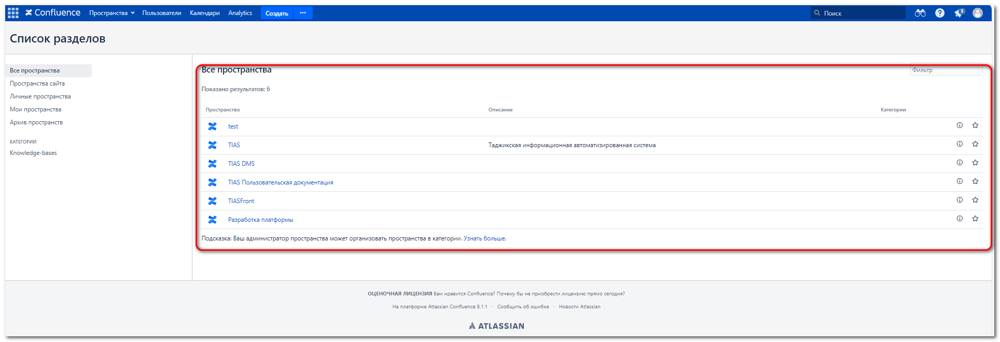 Confluence Пространства Пользователи Календари Analytics Создать ··· Поиск ? 1
Список разделов
Все пространства
Пространства сайта
Личные пространства
Мои пространства
Архив пространств
КАТЕГОРИИ
Knowledge-bases
Все пространства Фильтр
Показано результатов: 6
Пространство Описание Категории
test
TIAS Таджикская информационная автоматизированная система
TIAS DMS
TIAS Пользовательская документация
TIASFront
Разработка платформы
Подсказка: Ваш администратор пространства может организовать пространства в категории. Узнать больше.
ОЦЕНОЧНАЯ ЛИЦЕНЗИЯ Вам нравится Confluence? Почему бы не приобрести лицензию прямо сегодня?
На платформе Atlassian Confluence 8.1.1 · Сообщить об ошибке · Новости Atlassian
ATLASSIAN